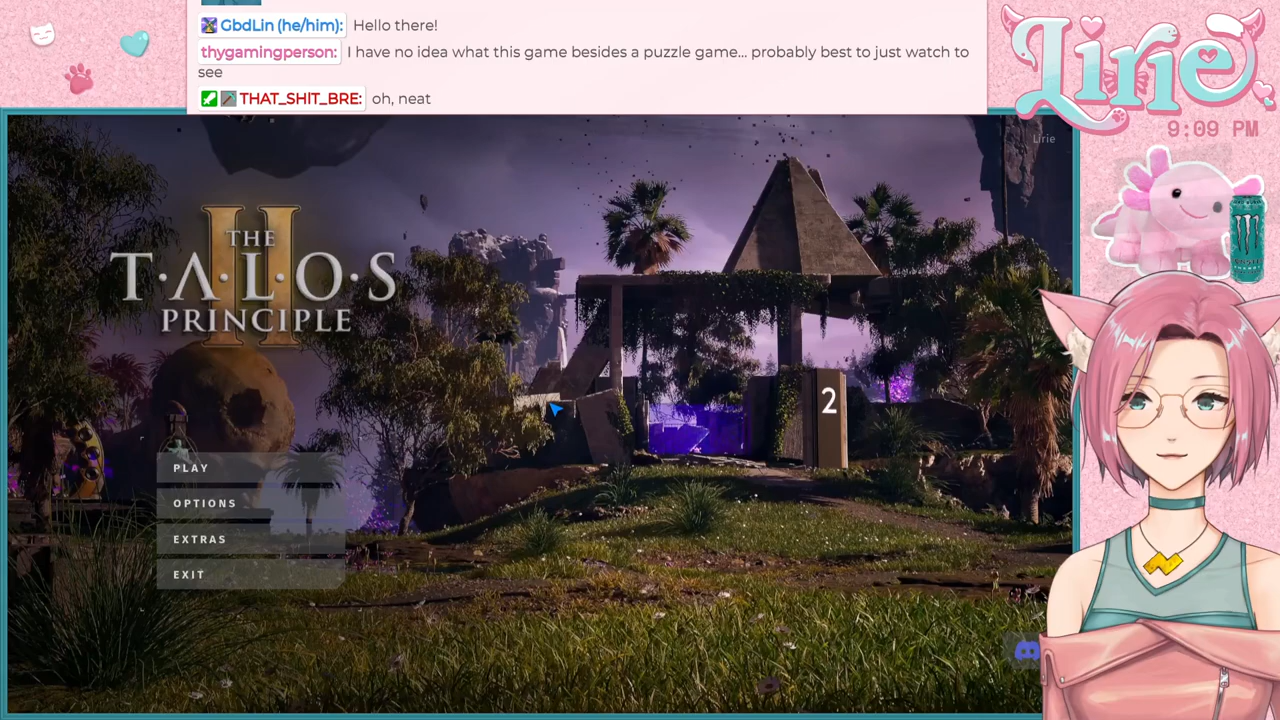 GbdLin (he/him): Hello there!
thygamingperson: I have no idea what this game besides a puzzle game... probably best to just watch to
see
THAT_SHIT_BRE: oh, neat
Lirie
9:09 PM
Lirie
II
THE
T·A·L·O·S
PRINCIPLE
2
PLAY
OPTIONS
EXTRAS
EXIT